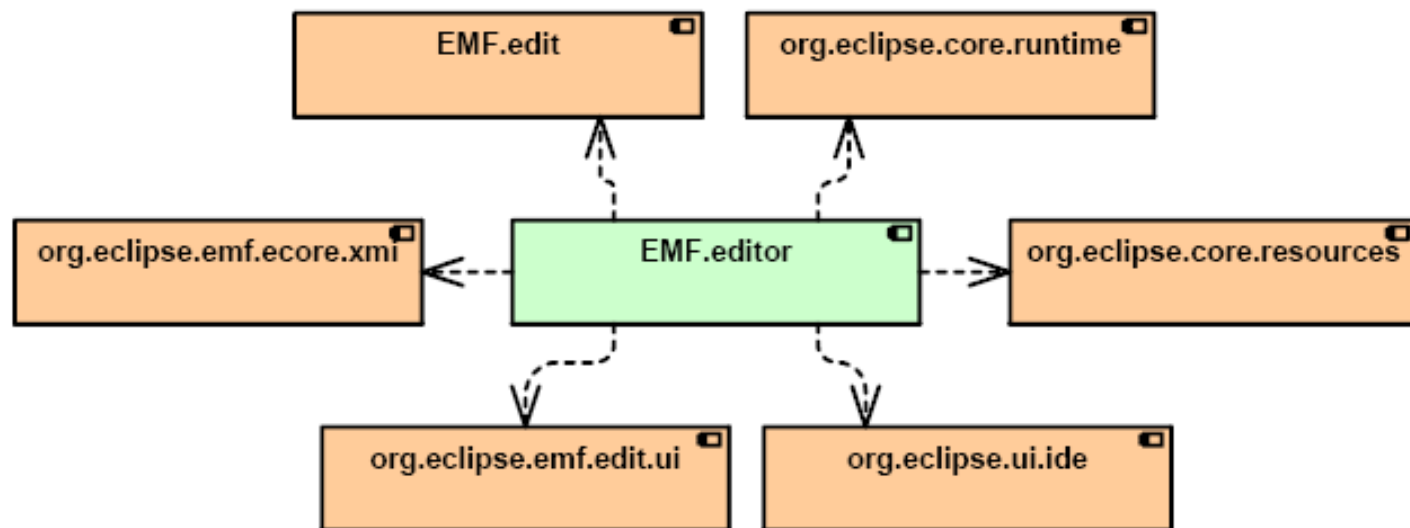 EMF.edit
org.eclipse.core.runtime
org.eclipse.emf.ecore.xmi
EMF.editor
org.eclipse.core.resources
org.eclipse.emf.edit.ui
org.eclipse.ui.ide